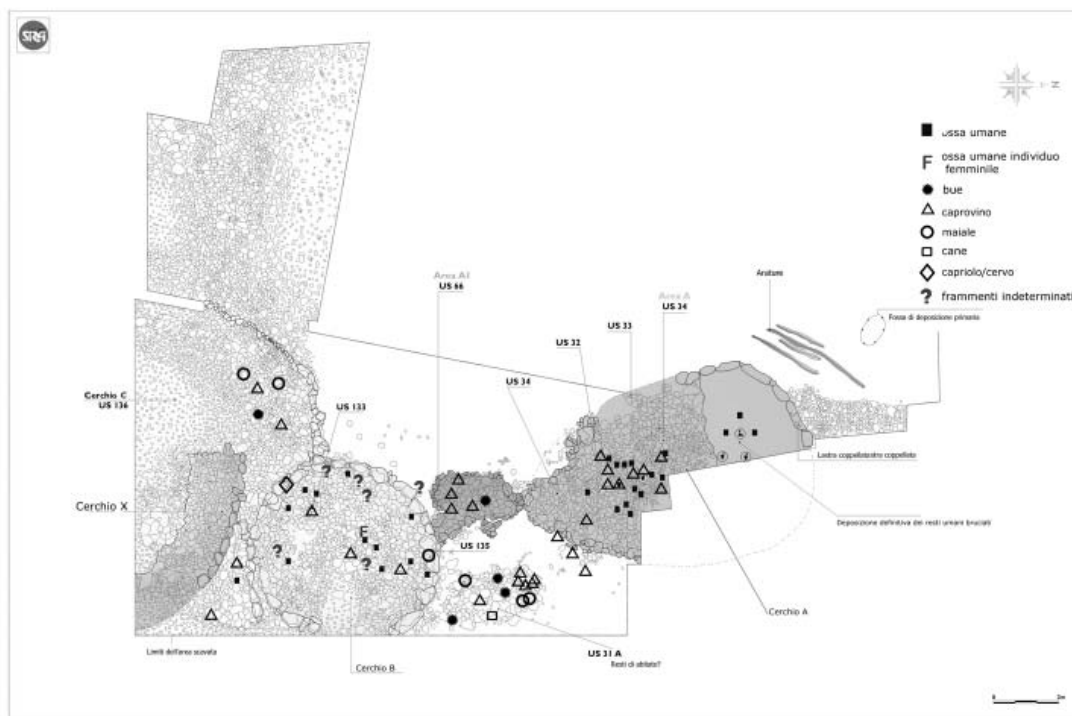 SRA
N
ossa umane
F ossa umane individuo
femminile
bue
caprovino
maiale
cane
capriolo/cervo
? frammenti indeterminati
Area A1
US 66
Area A
US 34
Arature
Fossa di deposizione primaria
US 33
US 32
US 34
Cerchio C
US 136
US 133
L
Lastra coppellata
Cerchio X
Deposizione definitiva dei resti umani bruciati
?
?
?
?
F
?
?
US 135
Cerchio A
Limiti dell'area scavata
Cerchio B
US 31 A
Resti di abitato?
0 2m